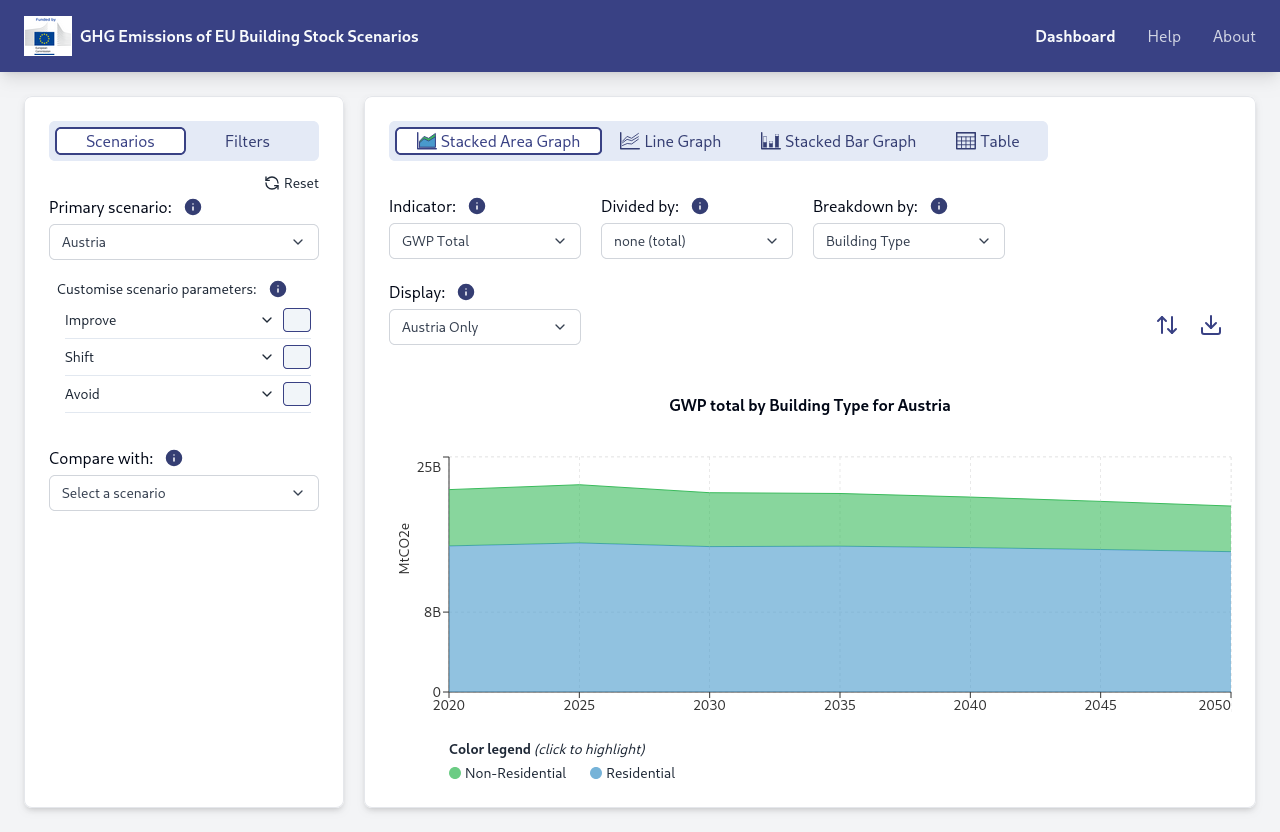 Funded by
European
Commission
GHG Emissions of EU Building Stock Scenarios
Dashboard
Help
About
Scenarios
Filters
Reset
Primary scenario:
Austria
Customise scenario parameters:
Improve
Shift
Avoid
Compare with:
Select a scenario
Stacked Area Graph
Line Graph
Stacked Bar Graph
Table
Indicator:
GWP Total
Divided by:
none (total)
Breakdown by:
Building Type
Display:
Austria Only
GWP total by Building Type for Austria
25B
8B
0
MtCO2e
2020
2025
2030
2035
2040
2045
2050
Color legend (click to highlight)
Non-Residential
Residential